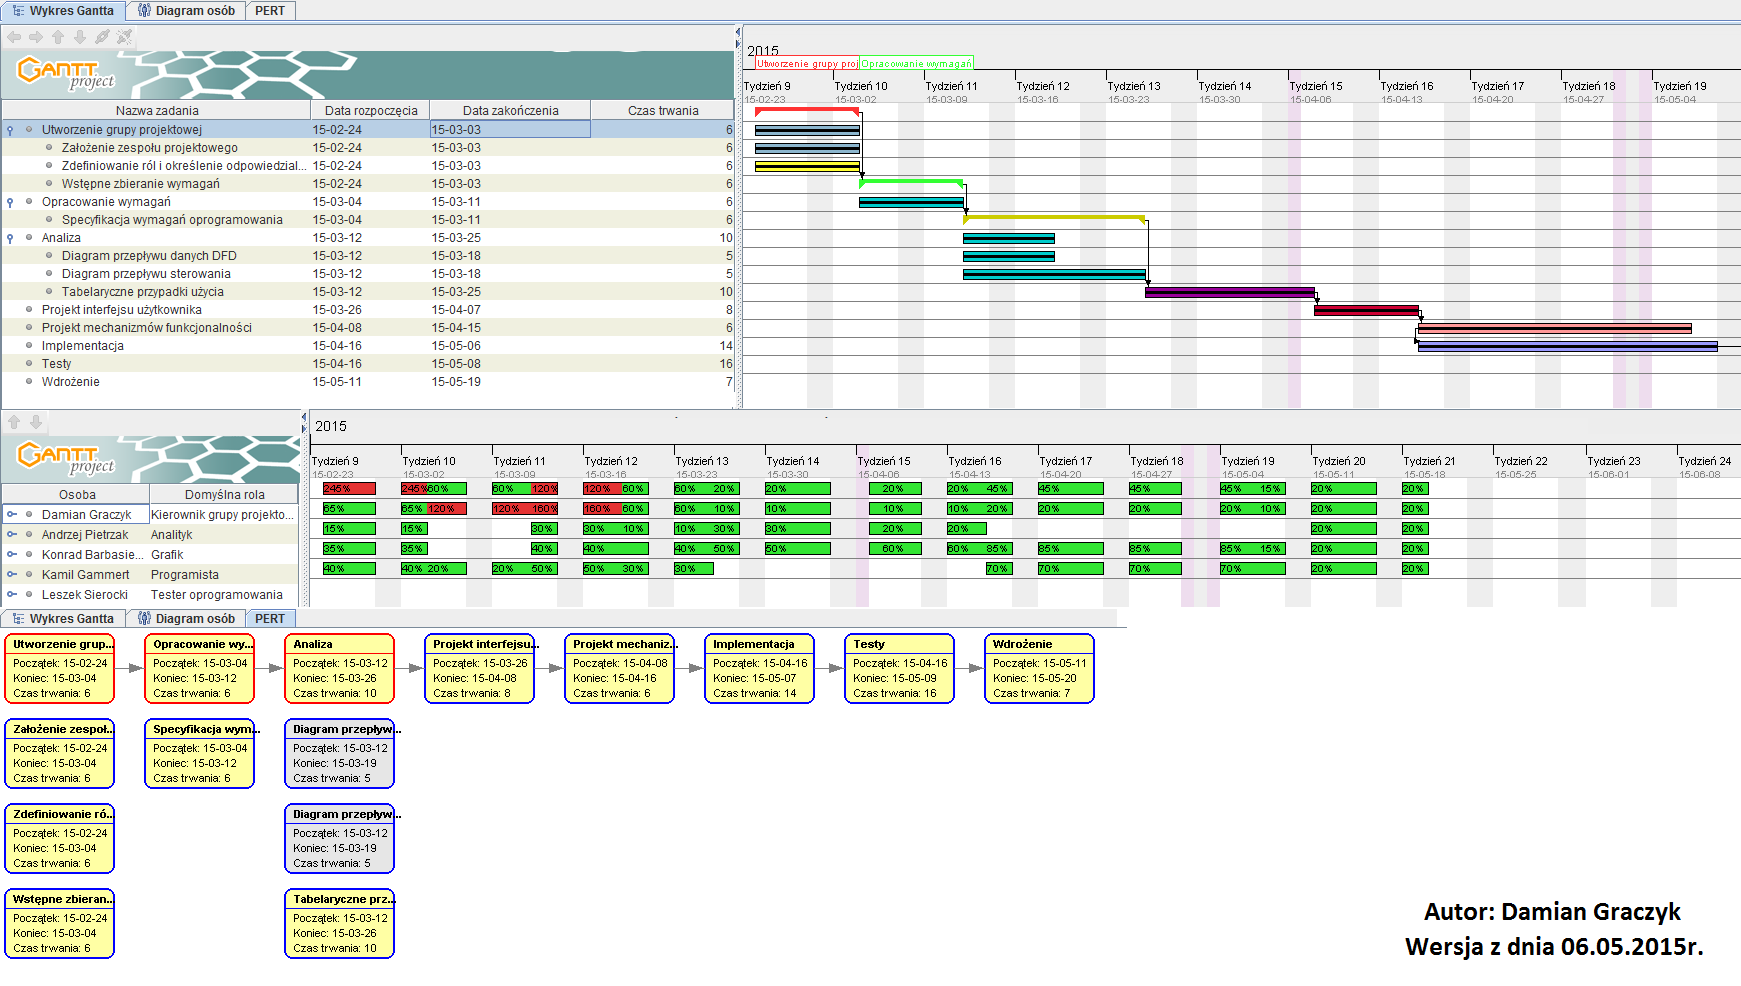 Wykres Gantta Diagram osób PERT
GANTT project
Nazwa zadania Data rozpoczęcia Data zakończenia Czas trwania
Utworzenie grupy projektowej 15-02-24 15-03-03 6
Założenie zespołu projektowego 15-02-24 15-03-03 6
Zdefiniowanie ról i określenie odpowiedzial... 15-02-24 15-03-03 6
Wstępne zbieranie wymagań 15-02-24 15-03-03 6
Opracowanie wymagań 15-03-04 15-03-11 6
Specyfikacja wymagań oprogramowania 15-03-04 15-03-11 6
Analiza 15-03-12 15-03-25 10
Diagram przepływu danych DFD 15-03-12 15-03-18 5
Diagram przepływu sterowania 15-03-12 15-03-18 5
Tabelaryczne przypadki użycia 15-03-12 15-03-25 10
Projekt interfejsu użytkownika 15-03-26 15-04-07 8
Projekt mechanizmów funkcjonalności 15-04-08 15-04-15 6
Implementacja 15-04-16 15-05-06 14
Testy 15-04-16 15-05-08 16
Wdrożenie 15-05-11 15-05-19 7
2015
Utworzenie grupy proj Opracowanie wymagań
Tydzień 9 Tydzień 10 Tydzień 11 Tydzień 12 Tydzień 13 Tydzień 14 Tydzień 15 Tydzień 16 Tydzień 17 Tydzień 18 Tydzień 19
15-02-23 15-03-02 15-03-09 15-03-16 15-03-23 15-03-30 15-04-06 15-04-13 15-04-20 15-04-27 15-05-04
GANTT project
Osoba Domyślna rola
Damian Graczyk Kierownik grupy projekto...
Andrzej Pietrzak Analityk
Konrad Barbasie... Grafik
Kamil Gammert Programista
Leszek Sierocki Tester oprogramowania
2015
Tydzień 9 Tydzień 10 Tydzień 11 Tydzień 12 Tydzień 13 Tydzień 14 Tydzień 15 Tydzień 16 Tydzień 17 Tydzień 18 Tydzień 19 Tydzień 20 Tydzień 21 Tydzień 22 Tydzień 23 Tydzień 24
15-02-23 15-03-02 15-03-09 15-03-16 15-03-23 15-03-30 15-04-06 15-04-13 15-04-20 15-04-27 15-05-04 15-05-11 15-05-18 15-05-25 15-06-01 15-06-08
245% 245% 60% 60% 120% 120% 60% 60% 20% 20% 20% 20% 45% 45% 45% 45% 15% 20% 20%
65% 65% 120% 120% 160% 160% 60% 60% 10% 10% 10% 10% 20% 20% 20% 20% 10% 20% 20%
15% 15% 30% 30% 10% 10% 30% 30% 20% 20% 20% 20%
35% 35% 40% 40% 40% 50% 50% 60% 60% 85% 85% 85% 85% 15% 20% 20%
40% 40% 20% 20% 50% 50% 30% 30% 70% 70% 70% 70% 20% 20%
Wykres Gantta Diagram osób PERT
Utworzenie grup...
Początek: 15-02-24
Koniec: 15-03-04
Czas trwania: 6
Opracowanie wy...
Początek: 15-03-04
Koniec: 15-03-12
Czas trwania: 6
Analiza
Początek: 15-03-12
Koniec: 15-03-26
Czas trwania: 10
Projekt interfejsu...
Początek: 15-03-26
Koniec: 15-04-08
Czas trwania: 8
Projekt mechaniz...
Początek: 15-04-08
Koniec: 15-04-16
Czas trwania: 6
Implementacja
Początek: 15-04-16
Koniec: 15-05-07
Czas trwania: 14
Testy
Początek: 15-04-16
Koniec: 15-05-09
Czas trwania: 16
Wdrożenie
Początek: 15-05-11
Koniec: 15-05-20
Czas trwania: 7
Założenie zespoł...
Początek: 15-02-24
Koniec: 15-03-04
Czas trwania: 6
Specyfikacja wym...
Początek: 15-03-04
Koniec: 15-03-12
Czas trwania: 6
Diagram przepływ...
Początek: 15-03-12
Koniec: 15-03-19
Czas trwania: 5
Zdefiniowanie ró...
Początek: 15-02-24
Koniec: 15-03-04
Czas trwania: 6
Diagram przepływ...
Początek: 15-03-12
Koniec: 15-03-19
Czas trwania: 5
Wstępne zbieran...
Początek: 15-02-24
Koniec: 15-03-04
Czas trwania: 6
Tabelaryczne prz...
Początek: 15-03-12
Koniec: 15-03-26
Czas trwania: 10
Autor: Damian Graczyk
Wersja z dnia 06.05.2015r.